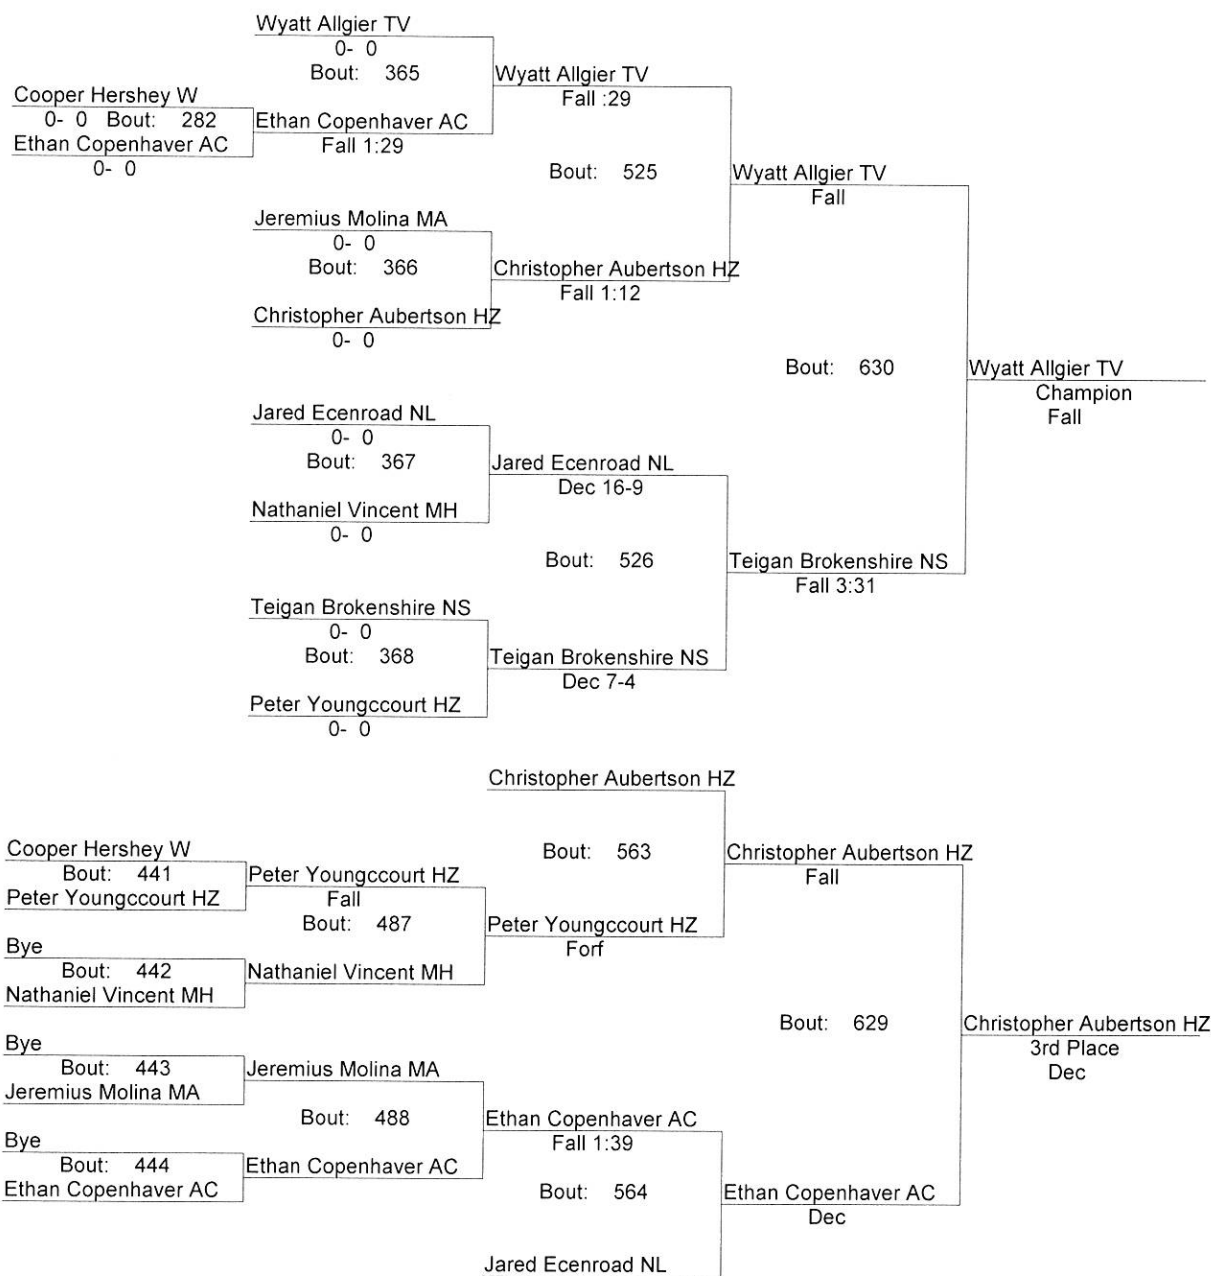 Wyatt Allgier TV
0- 0
Bout: 365
Wyatt Allgier TV
Fall :29
Cooper Hershey W
0- 0 Bout: 282
Ethan Copenhaver AC
Fall 1:29
Ethan Copenhaver AC
0- 0
Bout: 525
Wyatt Allgier TV
Fall
Jeremius Molina MA
0- 0
Bout: 366
Christopher Aubertson HZ
Fall 1:12
Christopher Aubertson HZ
0- 0
Bout: 630
Wyatt Allgier TV
Champion
Fall
Jared Ecenroad NL
0- 0
Bout: 367
Jared Ecenroad NL
Dec 16-9
Nathaniel Vincent MH
0- 0
Bout: 526
Teigan Brokenshire NS
Fall 3:31
Teigan Brokenshire NS
0- 0
Bout: 368
Teigan Brokenshire NS
Dec 7-4
Peter Youngccourt HZ
0- 0
Christopher Aubertson HZ
Cooper Hershey W
Bout: 441
Peter Youngccourt HZ
Peter Youngccourt HZ
Fall
Bout: 487
Bout: 563
Christopher Aubertson HZ
Fall
Peter Youngccourt HZ
Forf
Bye
Bout: 442
Nathaniel Vincent MH
Nathaniel Vincent MH
Bout: 629
Christopher Aubertson HZ
3rd Place
Dec
Bye
Bout: 443
Jeremius Molina MA
Jeremius Molina MA
Bout: 488
Ethan Copenhaver AC
Fall 1:39
Bye
Bout: 444
Ethan Copenhaver AC
Ethan Copenhaver AC
Bout: 564
Ethan Copenhaver AC
Dec
Jared Ecenroad NL